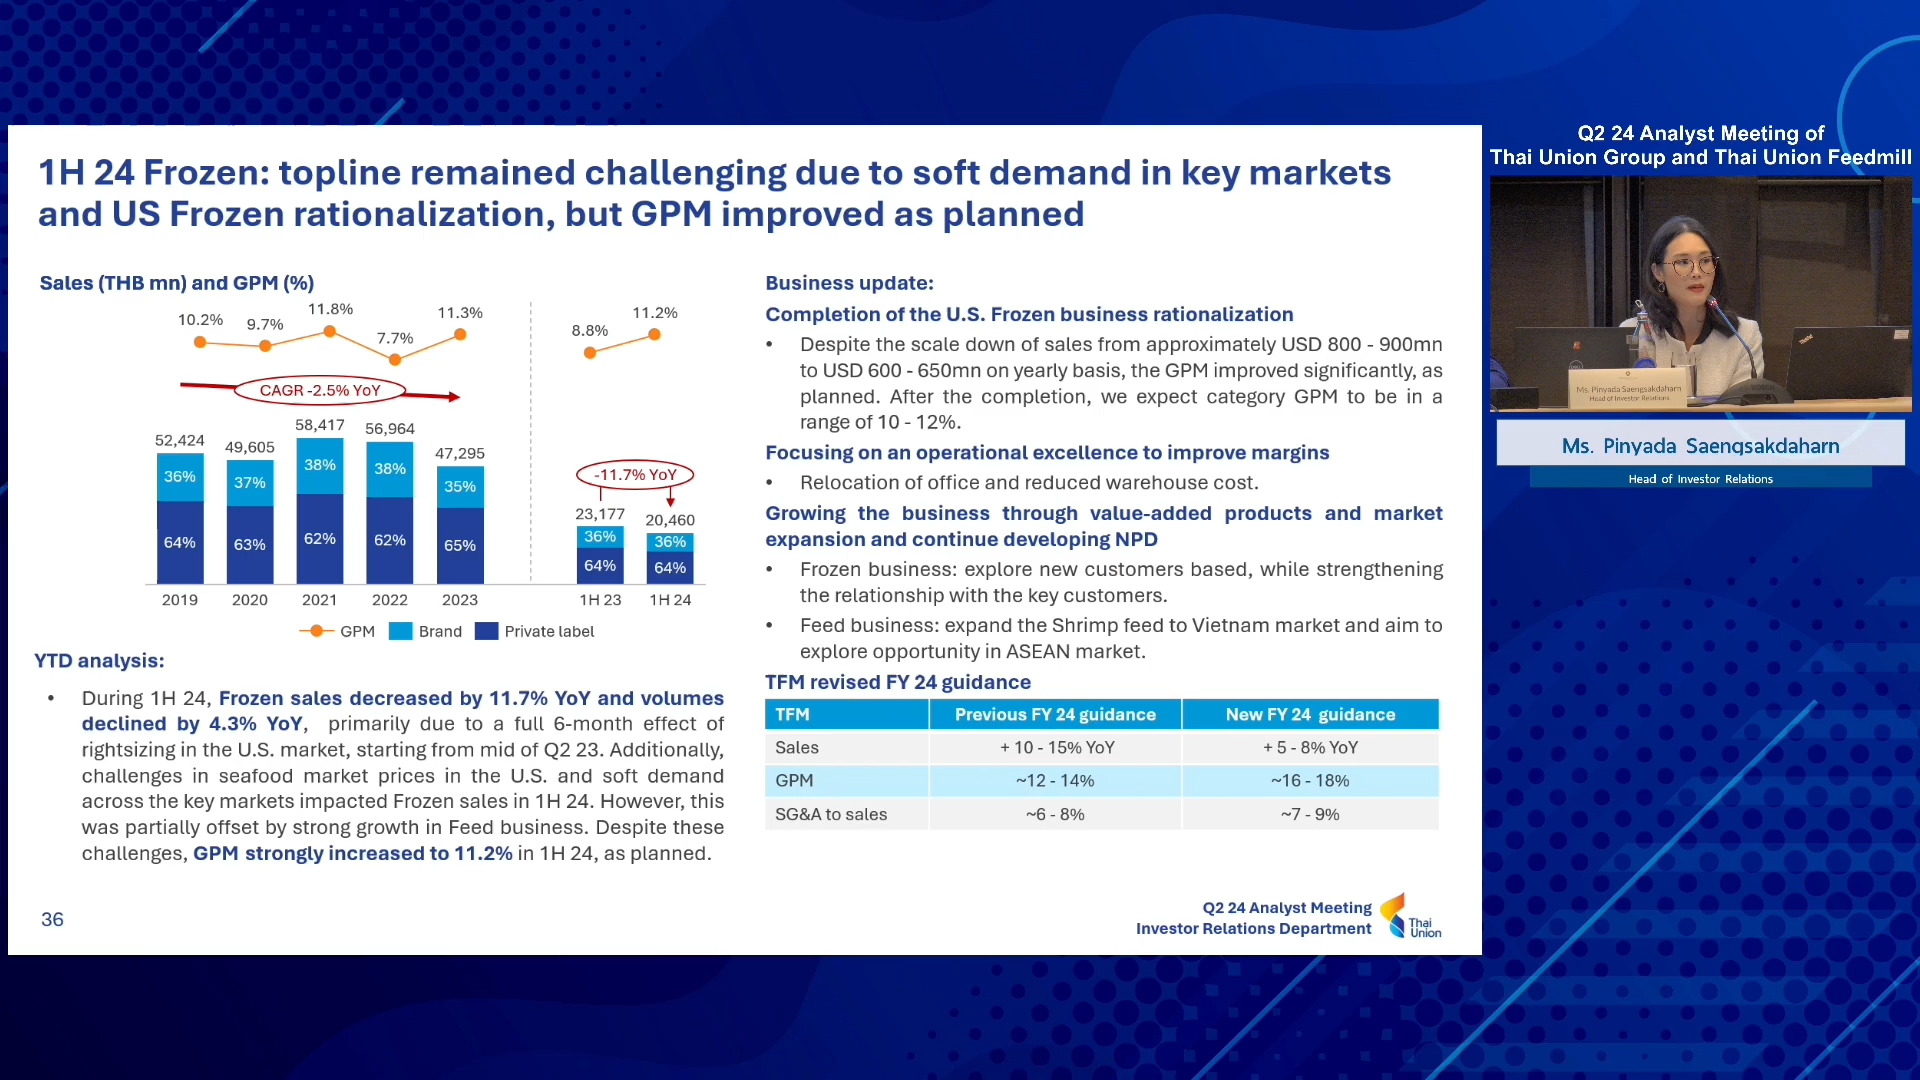 Q2 24 Analyst Meeting of
Thai Union Group and Thai Union Feedmill
1H 24 Frozen: topline remained challenging due to soft demand in key markets
and US Frozen rationalization, but GPM improved as planned
Sales (THB mn) and GPM (%)
10.2% 9.7% 11.8% 7.7% 11.3% 8.8% 11.2%
CAGR -2.5% YoY
52,424 49,605 58,417 56,964 47,295
36% 37% 38% 38% 35%
64% 63% 62% 62% 65%
-11.7% YoY
23,177 20,460
36% 36%
64% 64%
2019 2020 2021 2022 2023 1H 23 1H 24
GPM Brand Private label
YTD analysis:
• During 1H 24, Frozen sales decreased by 11.7% YoY and volumes
declined by 4.3% YoY, primarily due to a full 6-month effect of
rightsizing in the U.S. market, starting from mid of Q2 23. Additionally,
challenges in seafood market prices in the U.S. and soft demand
across the key markets impacted Frozen sales in 1H 24. However, this
was partially offset by strong growth in Feed business. Despite these
challenges, GPM strongly increased to 11.2% in 1H 24, as planned.
Business update:
Completion of the U.S. Frozen business rationalization
• Despite the scale down of sales from approximately USD 800 - 900mn
to USD 600 - 650mn on yearly basis, the GPM improved significantly, as
planned. After the completion, we expect category GPM to be in a
range of 10 - 12%.
Focusing on an operational excellence to improve margins
• Relocation of office and reduced warehouse cost.
Growing the business through value-added products and market
expansion and continue developing NPD
• Frozen business: explore new customers based, while strengthening
the relationship with the key customers.
• Feed business: expand the Shrimp feed to Vietnam market and aim to
explore opportunity in ASEAN market.
TFM revised FY 24 guidance
TFM Previous FY 24 guidance New FY 24 guidance
Sales + 10 - 15% YoY + 5 - 8% YoY
GPM ~12 - 14% ~16 - 18%
SG&A to sales ~6 - 8% ~7 - 9%
36
Q2 24 Analyst Meeting
Investor Relations Department
Thai
Union
Ms. Pinyada Saengsakdaharn
Head of Investor Relations
ThinkPad
Ms. Pinyada Saengsakdaharn
Head of Investor Relations